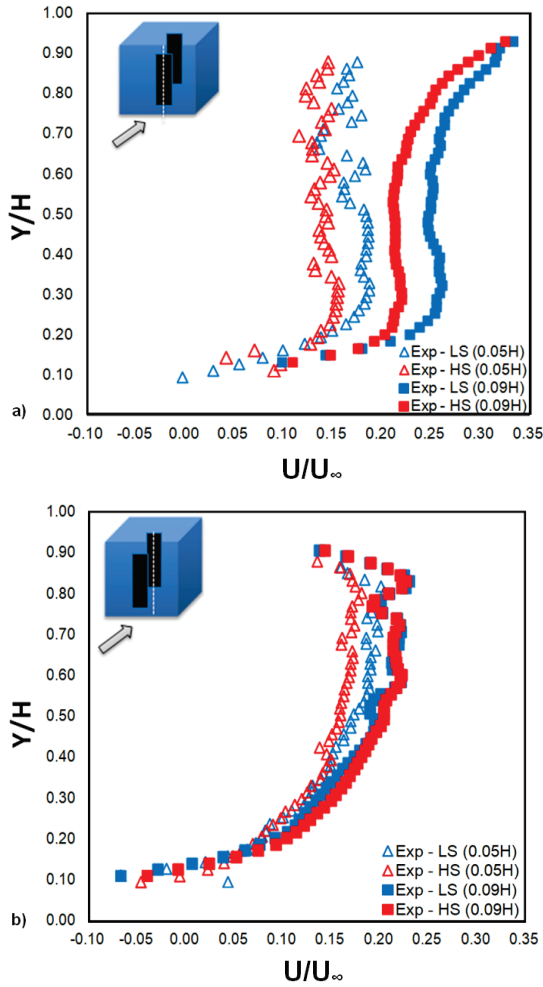 1.00
0.90
0.80
0.70
0.60
0.50
0.40
0.30
0.20
0.10
0.00
Y/H
Exp - LS (0.05H)
Exp - HS (0.05H)
Exp - LS (0.09H)
Exp - HS (0.09H)
a)
-0.10 -0.05 0.00 0.05 0.10 0.15 0.20 0.25 0.30 0.35
U/U∞
1.00
0.90
0.80
0.70
0.60
0.50
0.40
0.30
0.20
0.10
0.00
Y/H
Exp - LS (0.05H)
Exp - HS (0.05H)
Exp - LS (0.09H)
Exp - HS (0.09H)
b)
-0.10 -0.05 0.00 0.05 0.10 0.15 0.20 0.25 0.30 0.35
U/U∞